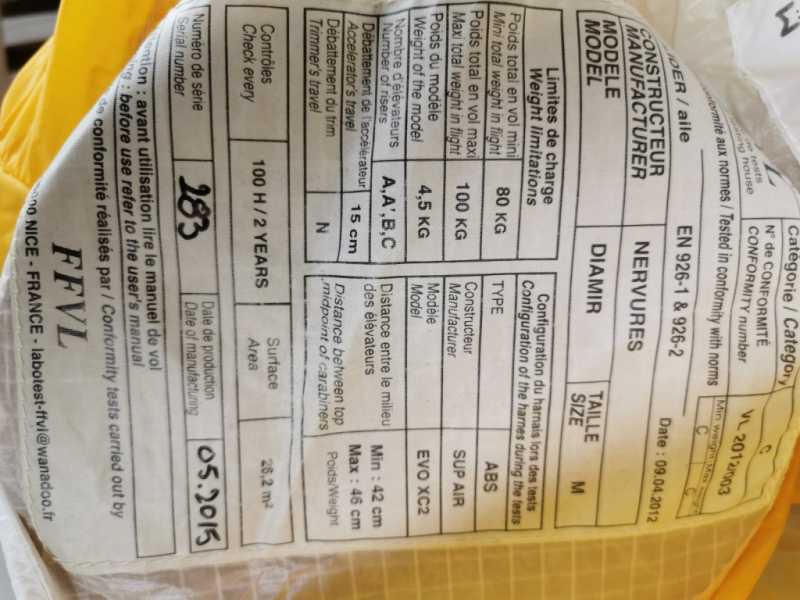 Catégorie / Category
C
N° de CONFORMITÉ
CONFORMITY number
VL 2012/003
de tests
house
Min weight
C
C
conformité aux normes / Tested in conformity with norms
EN 926-1 & 926-2
Date : 09.04.2012
/ aile
CONSTRUCTEUR
MANUFACTURER
NERVURES
MODELE
MODEL
DIAMIR
TAILLE
SIZE
M
Limites de charge
Weight limitations
Poids total en vol mini
Mini total weight in flight
80 KG
Poids total en vol maxi
Maxi total weight in flight
100 KG
Poids du modèle
Weight of the model
4,5 KG
Nombre d'élévateurs
Number of risers
A,A',B,C
Débattement de l'accélérateur
Accelerator's travel
15 cm
Débattement du trim
Trimmer's travel
N
Configuration du harnais lors des tests
Configuration of the harnes during the tests
TYPE
ABS
Constructeur
Manufacturer
SUP AIR
Modèle
Model
EVO XC2
Distance entre le milieu
des élévateurs
Distance between top
midpoint of carabiners
Min : 42 cm
Max : 46 cm
Poids/Weight
Contrôles
Check every
100 H / 2 YEARS
Surface
Area
26,2 m²
Numéro de série
Serial number
283
Date de production
Date of manufacturing
05.2015
: avant utilisation lire le manuel de vol
: before use refer to the user's manual
de conformité réalisés par / Conformity tests carried out by
FFVL
NICE - FRANCE - labotest-ffvl@wanadoo.fr